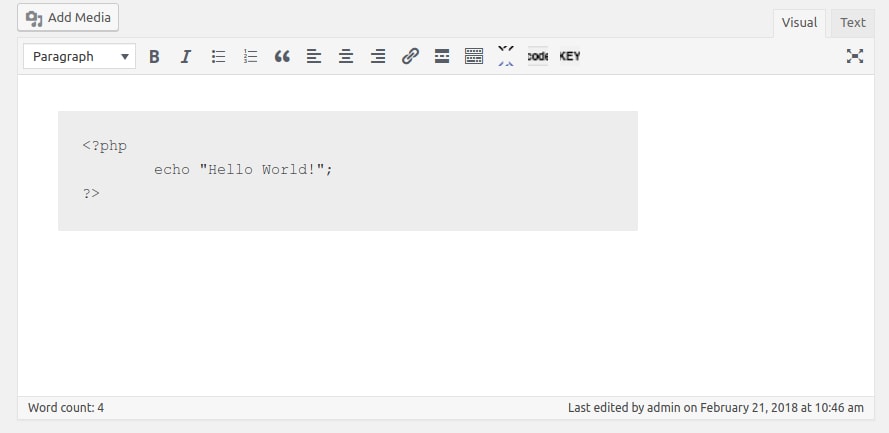 Add Media
Visual Text
Paragraph B I code KEY
<?php
echo "Hello World!";
?>
Word count: 4 Last edited by admin on February 21, 2018 at 10:46 am